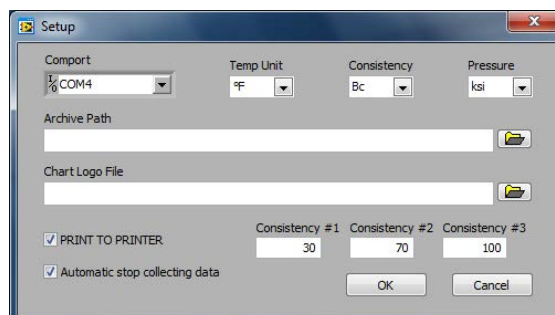 Setup
Comport
Temp Unit
Consistency
Pressure
I/O COM4
°F
Bc
ksi
Archive Path
Chart Logo File
PRINT TO PRINTER
Consistency #1
Consistency #2
Consistency #3
30
70
100
Automatic stop collecting data
OK
Cancel